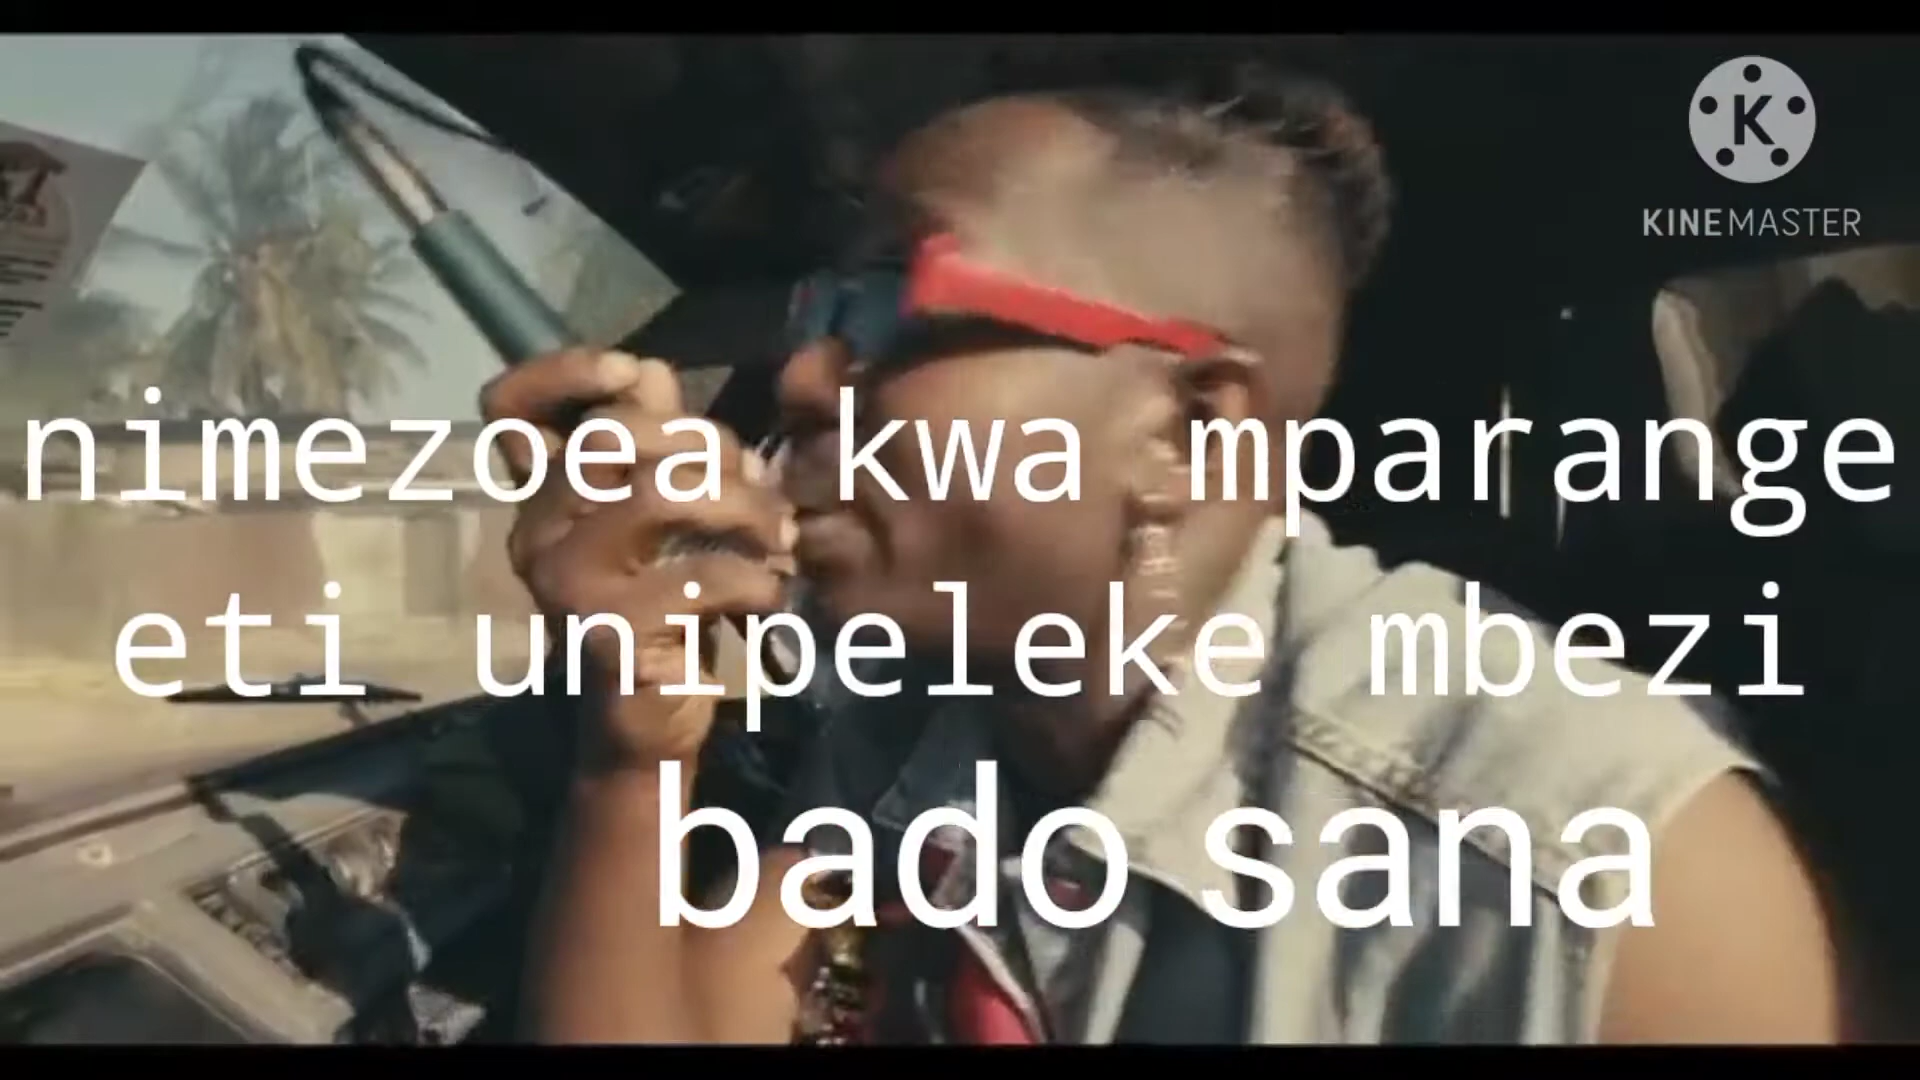 K
KINEMASTER
nimezoea kwa mparange
eti unipeleke mbezi
bado sana